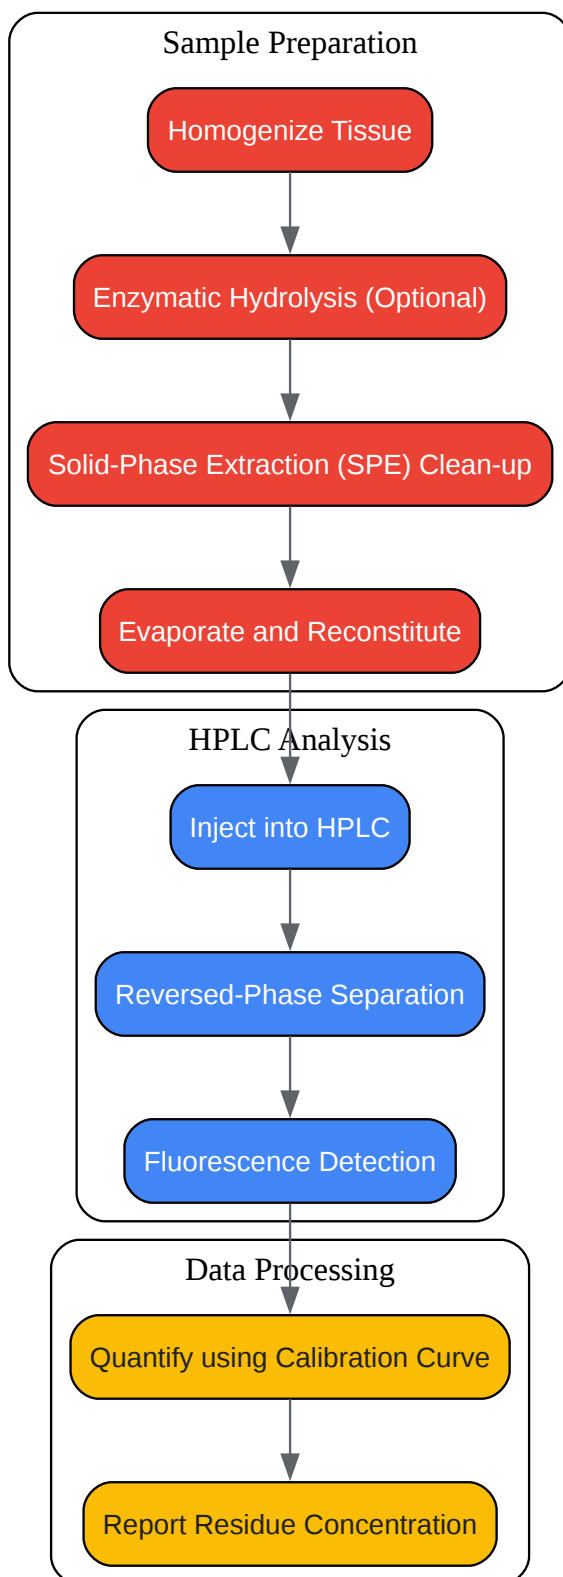 Sample Preparation
Homogenize Tissue
Enzymatic Hydrolysis (Optional)
Solid-Phase Extraction (SPE) Clean-up
Evaporate and Reconstitute
HPLC Analysis
Inject into HPLC
Reversed-Phase Separation
Fluorescence Detection
Data Processing
Quantify using Calibration Curve
Report Residue Concentration